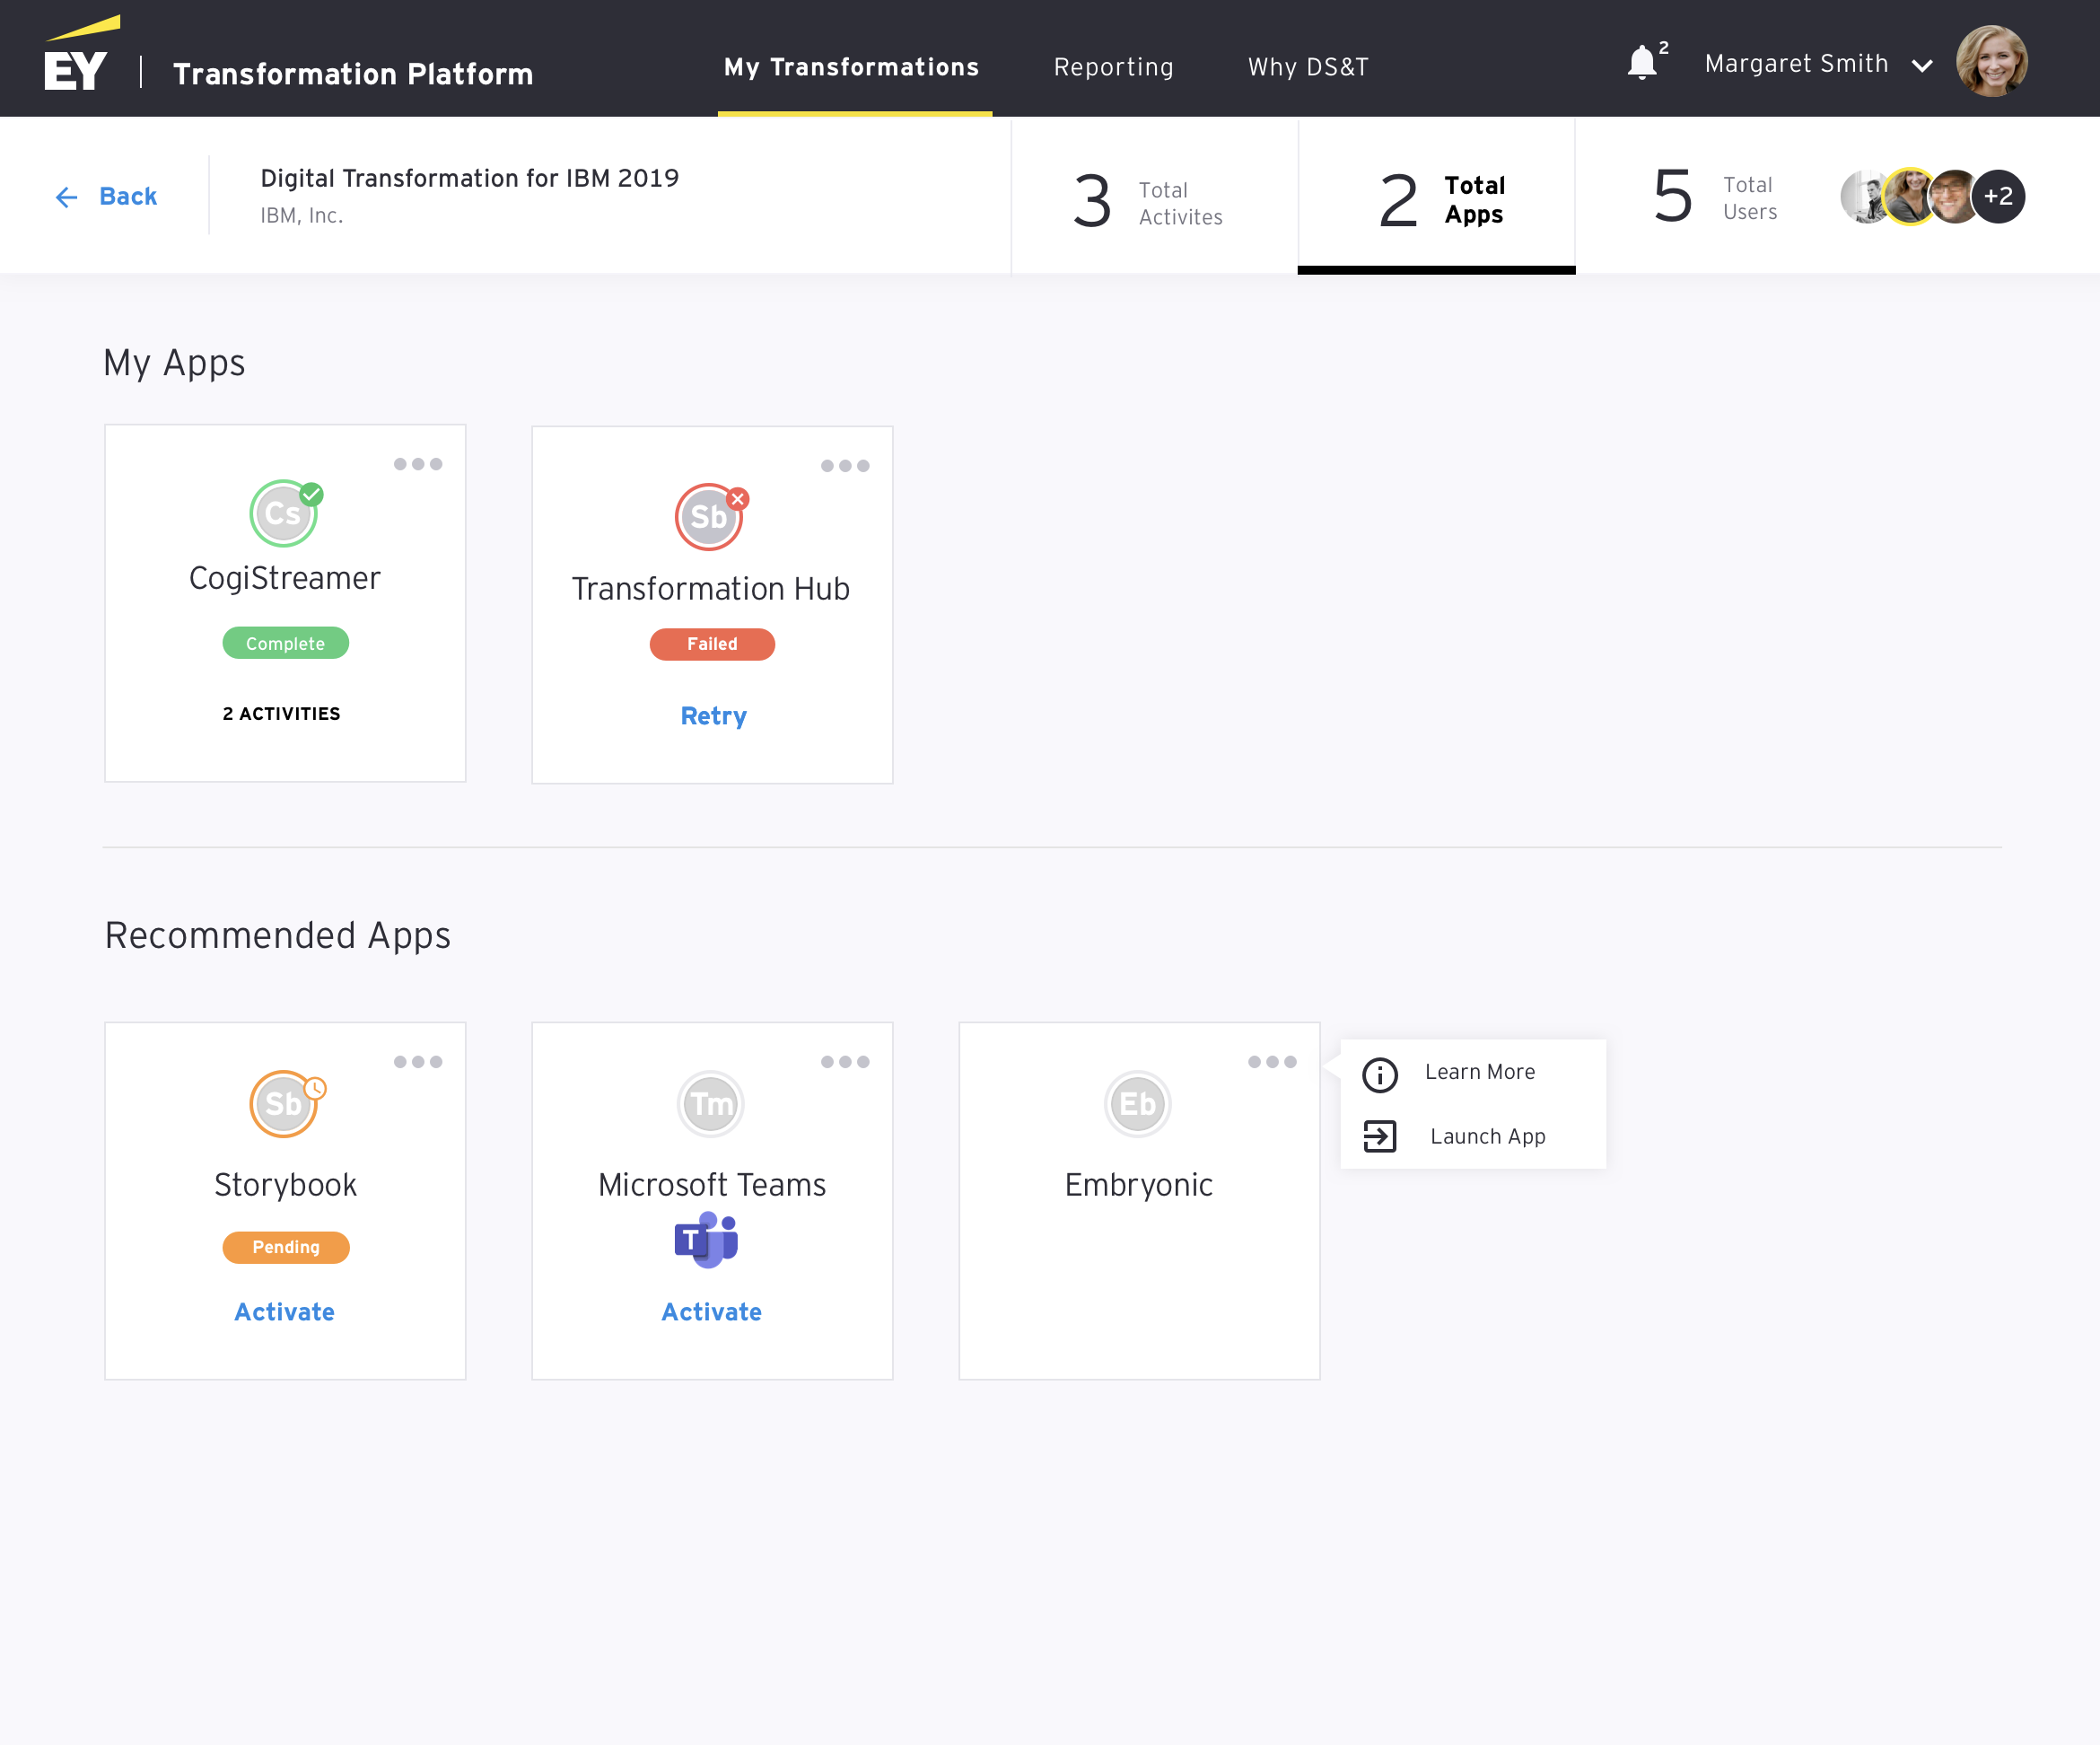 EY
Transformation Platform
My Transformations
Reporting
Why DS&T
2
Margaret Smith
Back
Digital Transformation for IBM 2019
IBM, Inc.
3
Total
Activites
2
Total
Apps
5
Total
Users
+2
My Apps
Cs
CogiStreamer
Complete
2 ACTIVITIES
Sb
Transformation Hub
Failed
Retry
Recommended Apps
Sb
Storybook
Pending
Activate
Tm
Microsoft Teams
T
Activate
Eb
Embryonic
Learn More
Launch App